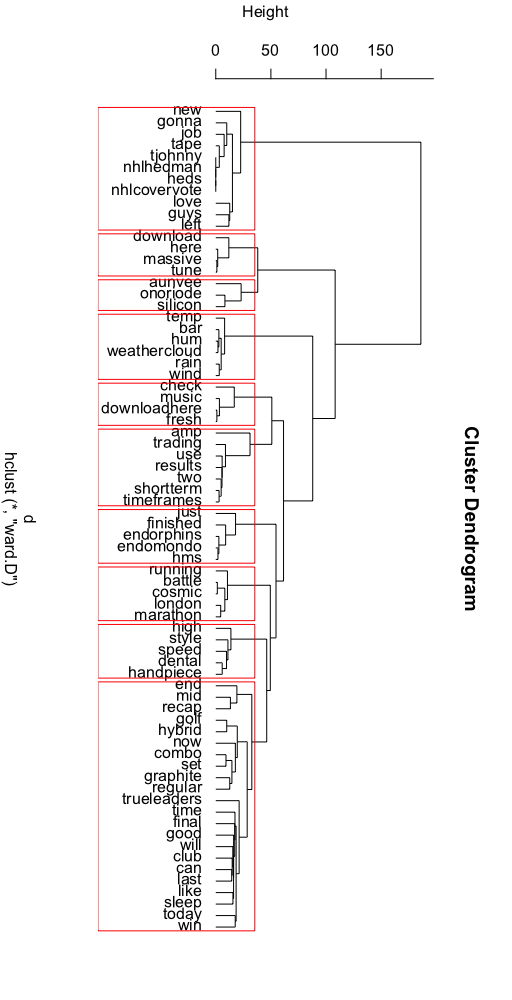 Height
0 50 100 150
new
gonna
job
tape
tjohnny
nhlhedman
heds
nhlcovervote
love
guys
left
download
here
massive
tune
aunvee
onoriode
silicon
temp
bar
hum
weathercloud
rain
wind
check
music
downloadhere
fresh
amp
trading
use
results
two
shortterm
timeframes
just
finished
endorphins
endomondo
hms
running
battle
cosmic
london
marathon
high
style
speed
dental
handpiece
end
mid
recap
golf
hybrid
now
combo
set
graphite
regular
trueleaders
time
final
good
will
club
can
last
like
sleep
today
win
Cluster Dendrogram
d
hclust (*, "ward.D")